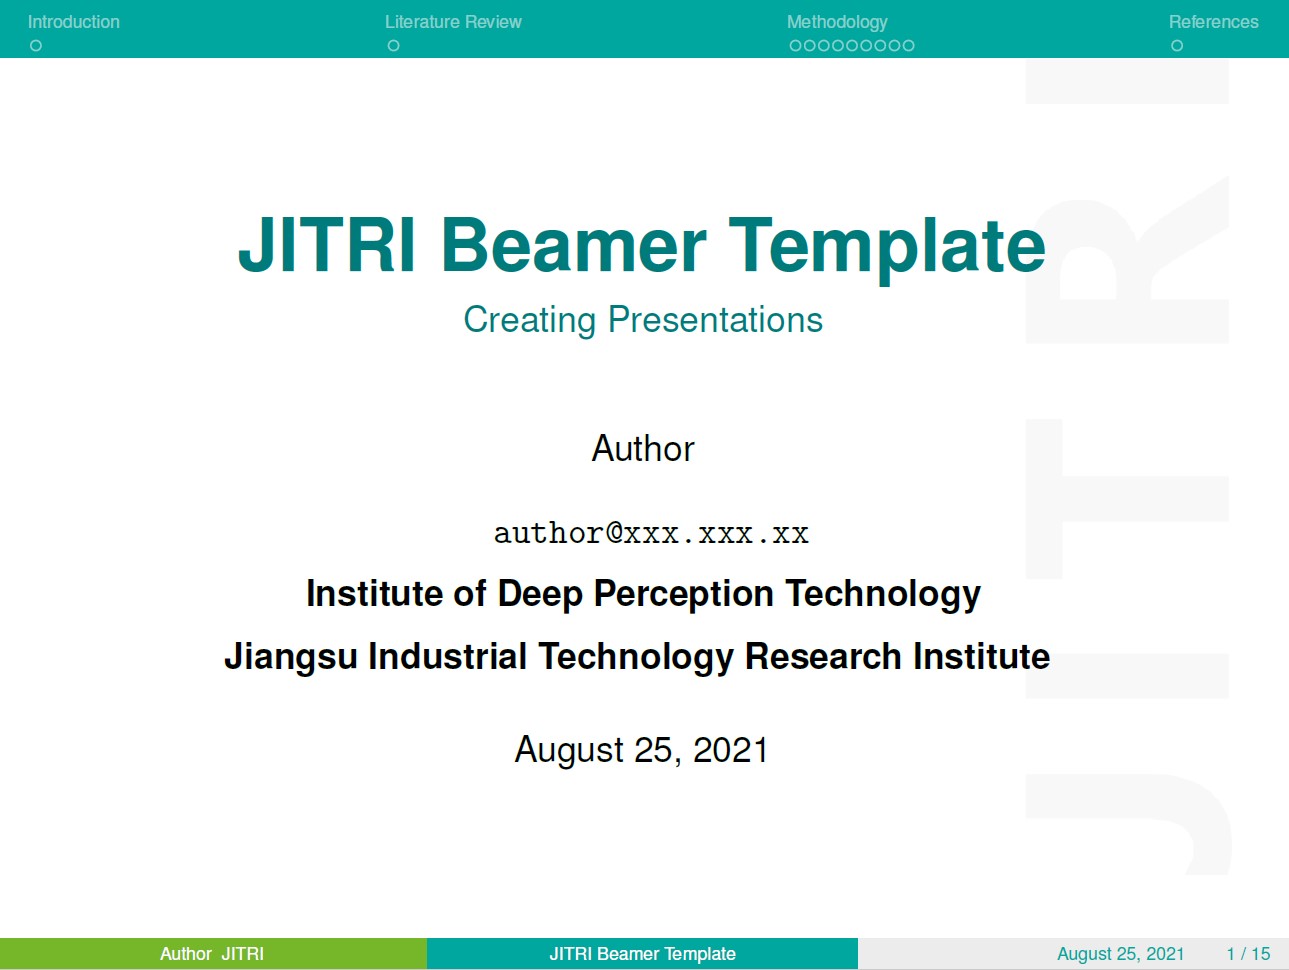 Introduction Literature Review Methodology References
JITRI Beamer Template
Creating Presentations
Author
author@xxx.xxx.xx
Institute of Deep Perception Technology
Jiangsu Industrial Technology Research Institute
August 25, 2021
JITRI
Author JITRI JITRI Beamer Template August 25, 2021 1 / 15